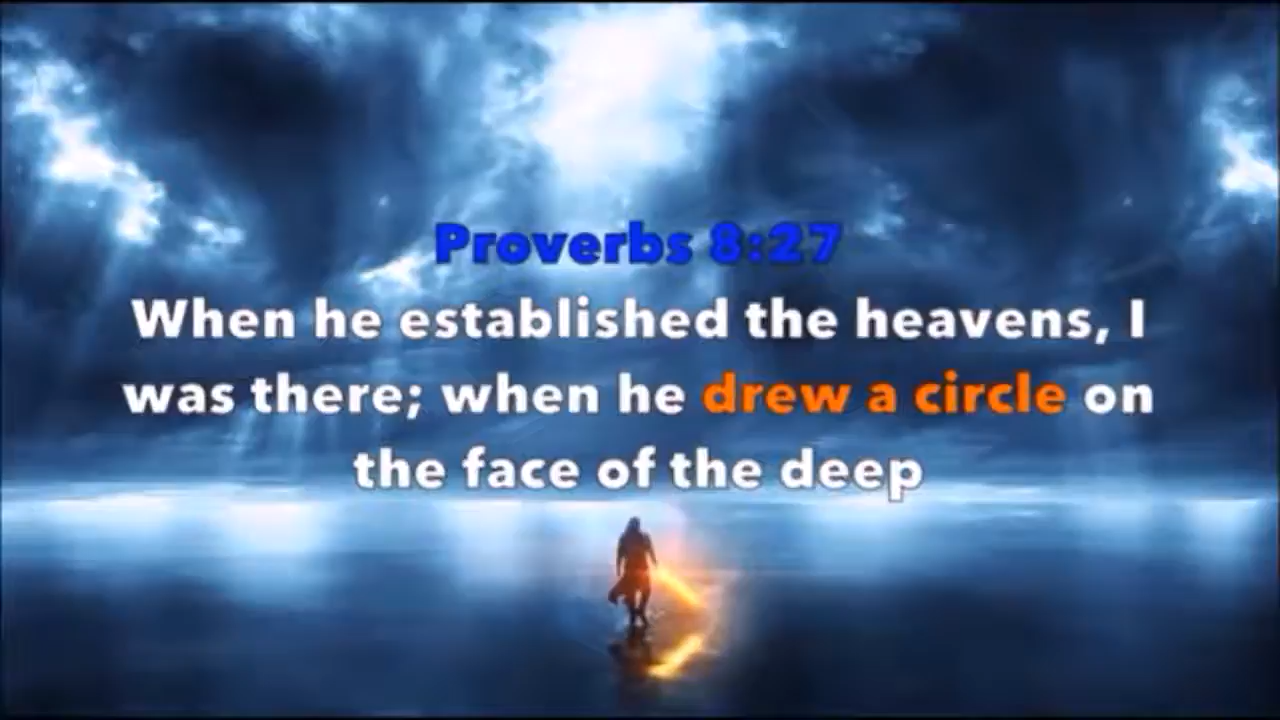 Proverbs 8:27
When he established the heavens, I
was there; when he drew a circle on
the face of the deep